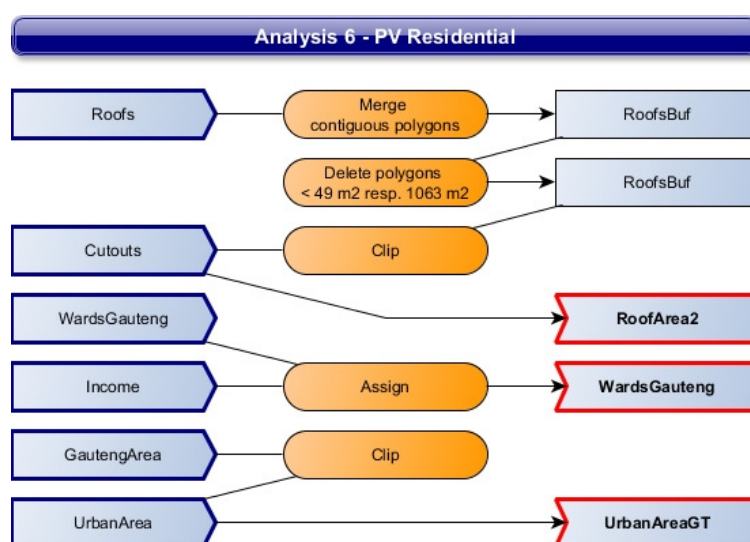 Analysis 6 - PV Residential
Roofs
Merge
contiguous polygons
RoofsBuf
Delete polygons
< 49 m2 resp. 1063 m2
RoofsBuf
Cutouts
Clip
WardsGauteng
RoofArea2
Income
Assign
WardsGauteng
GautengArea
Clip
UrbanArea
UrbanAreaGT